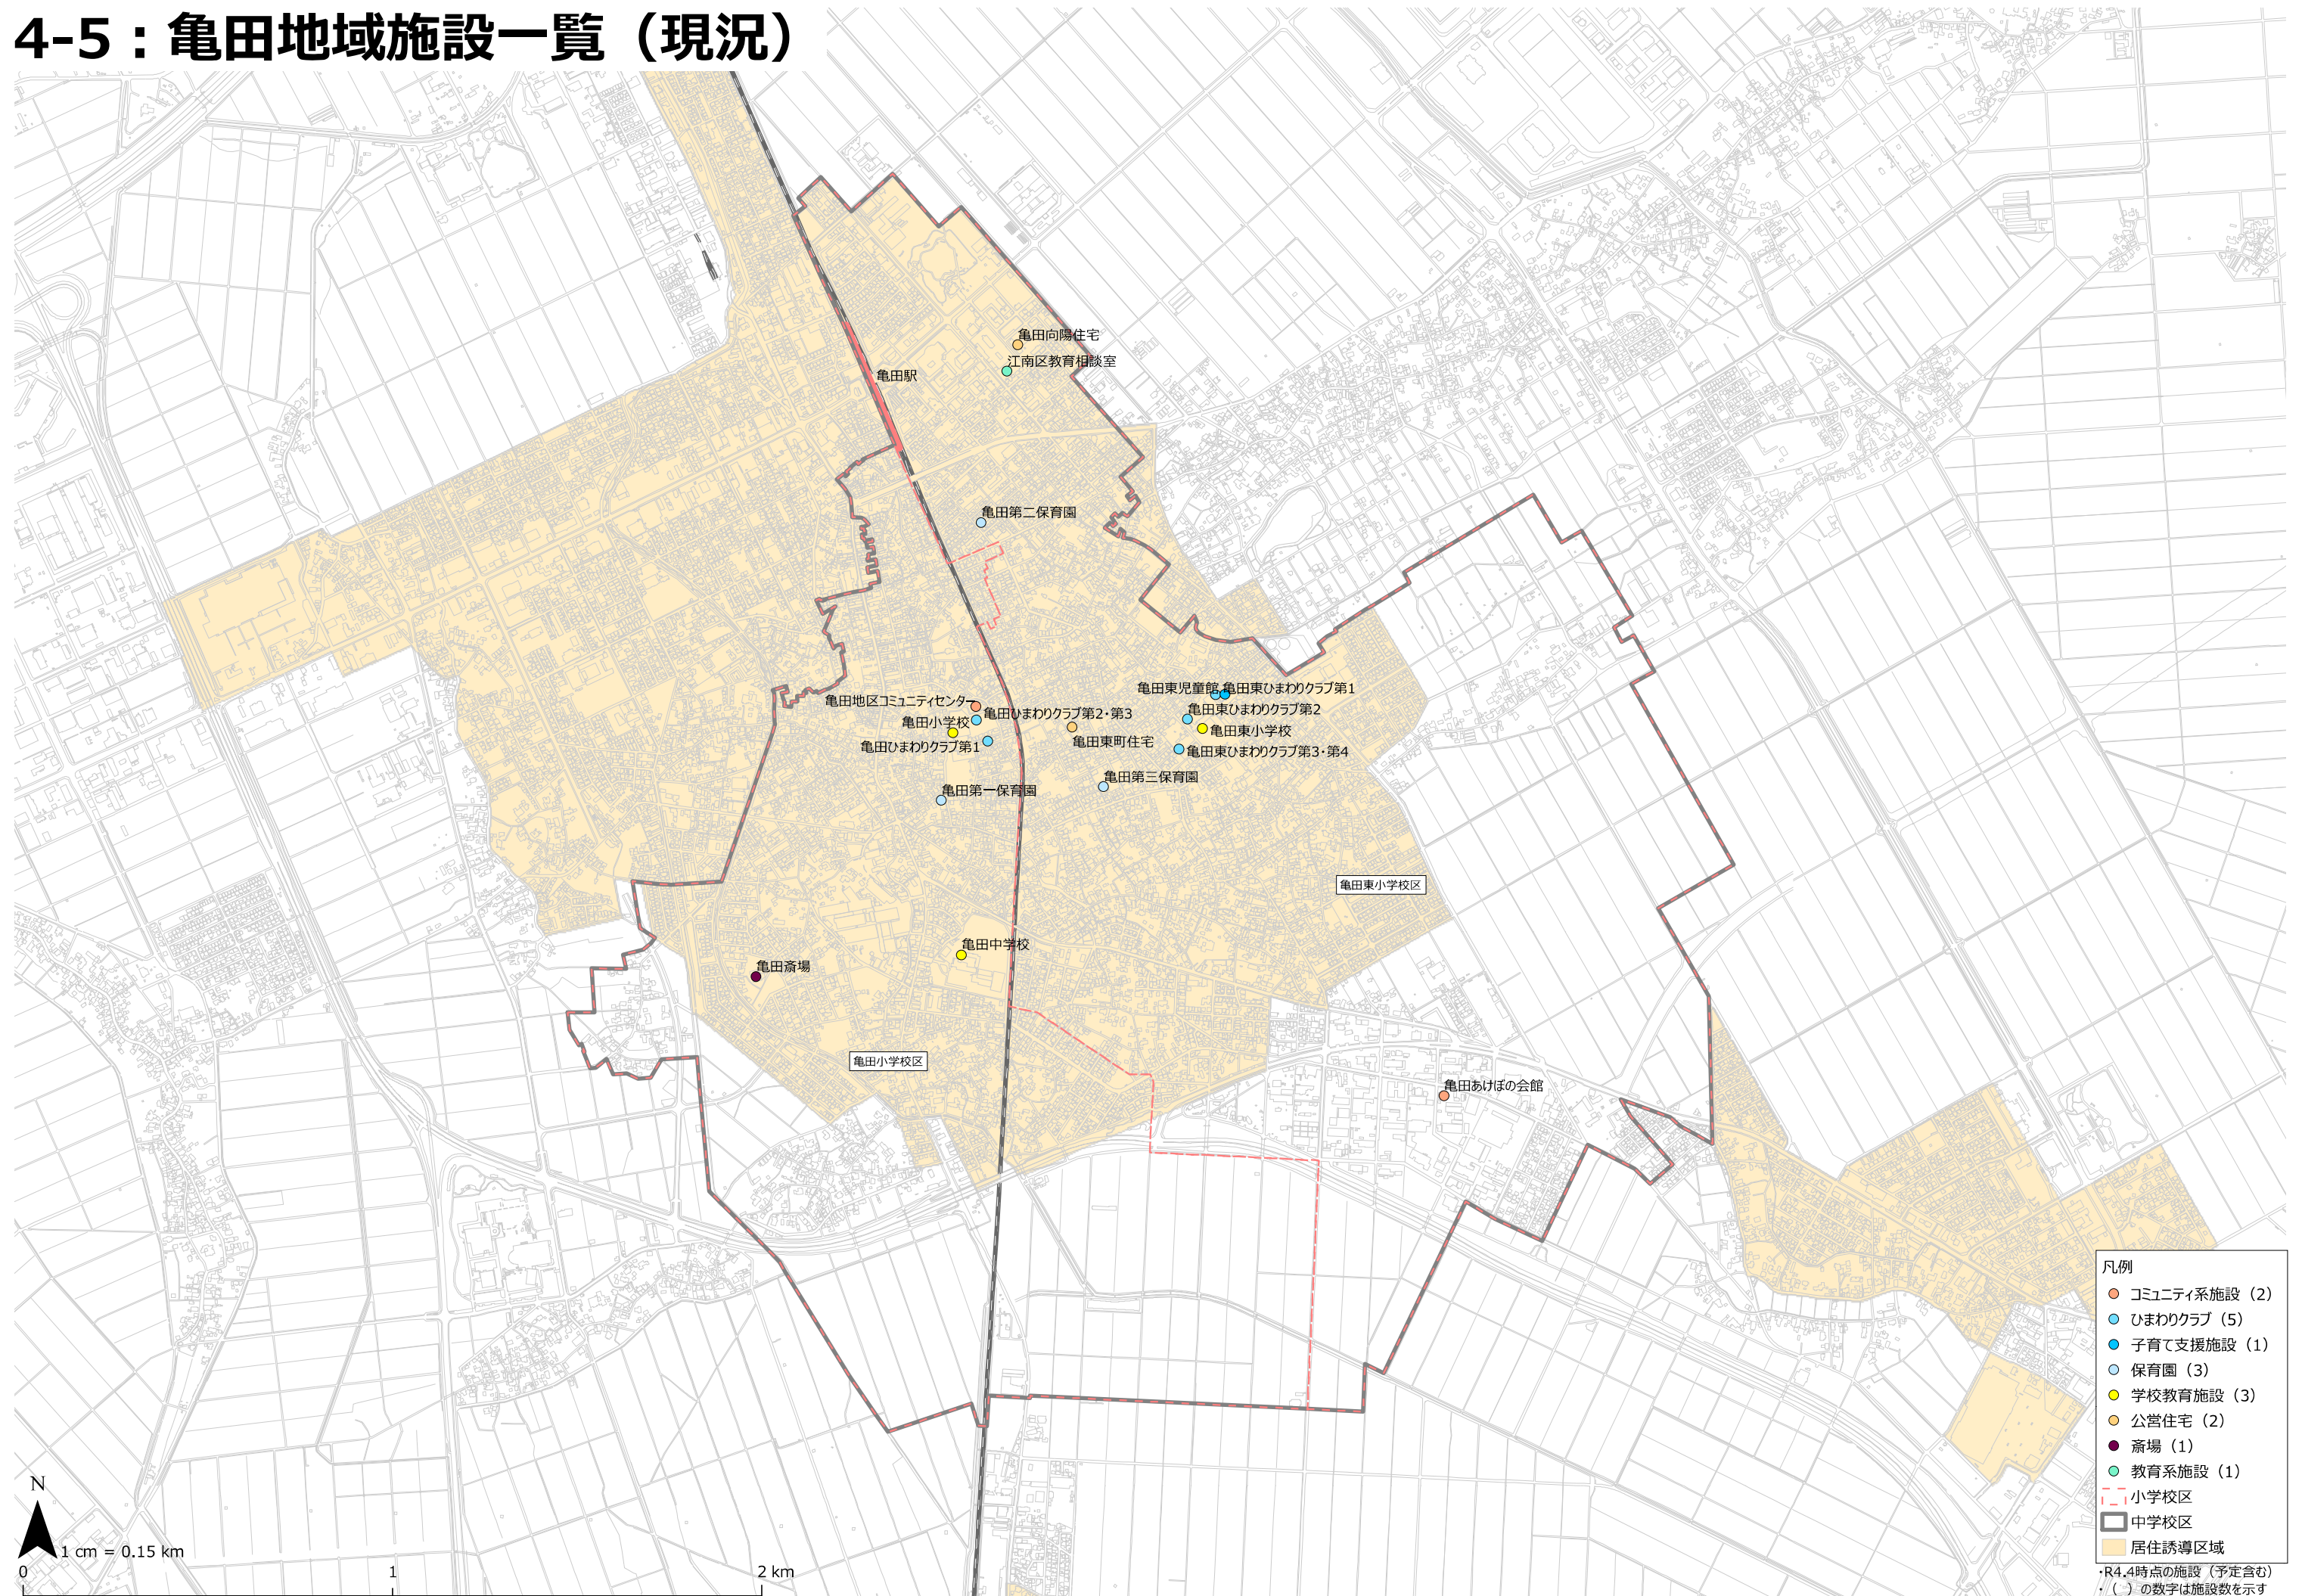 4-5：亀田地域施設一覧（現況）
亀田向陽住宅
江南区教育相談室
亀田駅
亀田第二保育園
亀田東児童館
亀田東ひまわりクラブ第1
亀田地区コミュニティセンター
亀田ひまわりクラブ第2・第3
亀田東ひまわりクラブ第2
亀田小学校
亀田東小学校
亀田ひまわりクラブ第1
亀田東町住宅
亀田東ひまわりクラブ第3・第4
亀田第三保育園
亀田第一保育園
亀田東小学校区
亀田中学校
亀田斎場
亀田小学校区
亀田あけぼの会館
凡例
コミュニティ系施設（2）
ひまわりクラブ（5）
子育て支援施設（1）
保育園（3）
学校教育施設（3）
公営住宅（2）
斎場（1）
教育系施設（1）
小学校区
中学校区
居住誘導区域
・R4.4時点の施設（予定含む）
・（　）の数字は施設数を示す
N
1 cm = 0.15 km
0 1 2 km